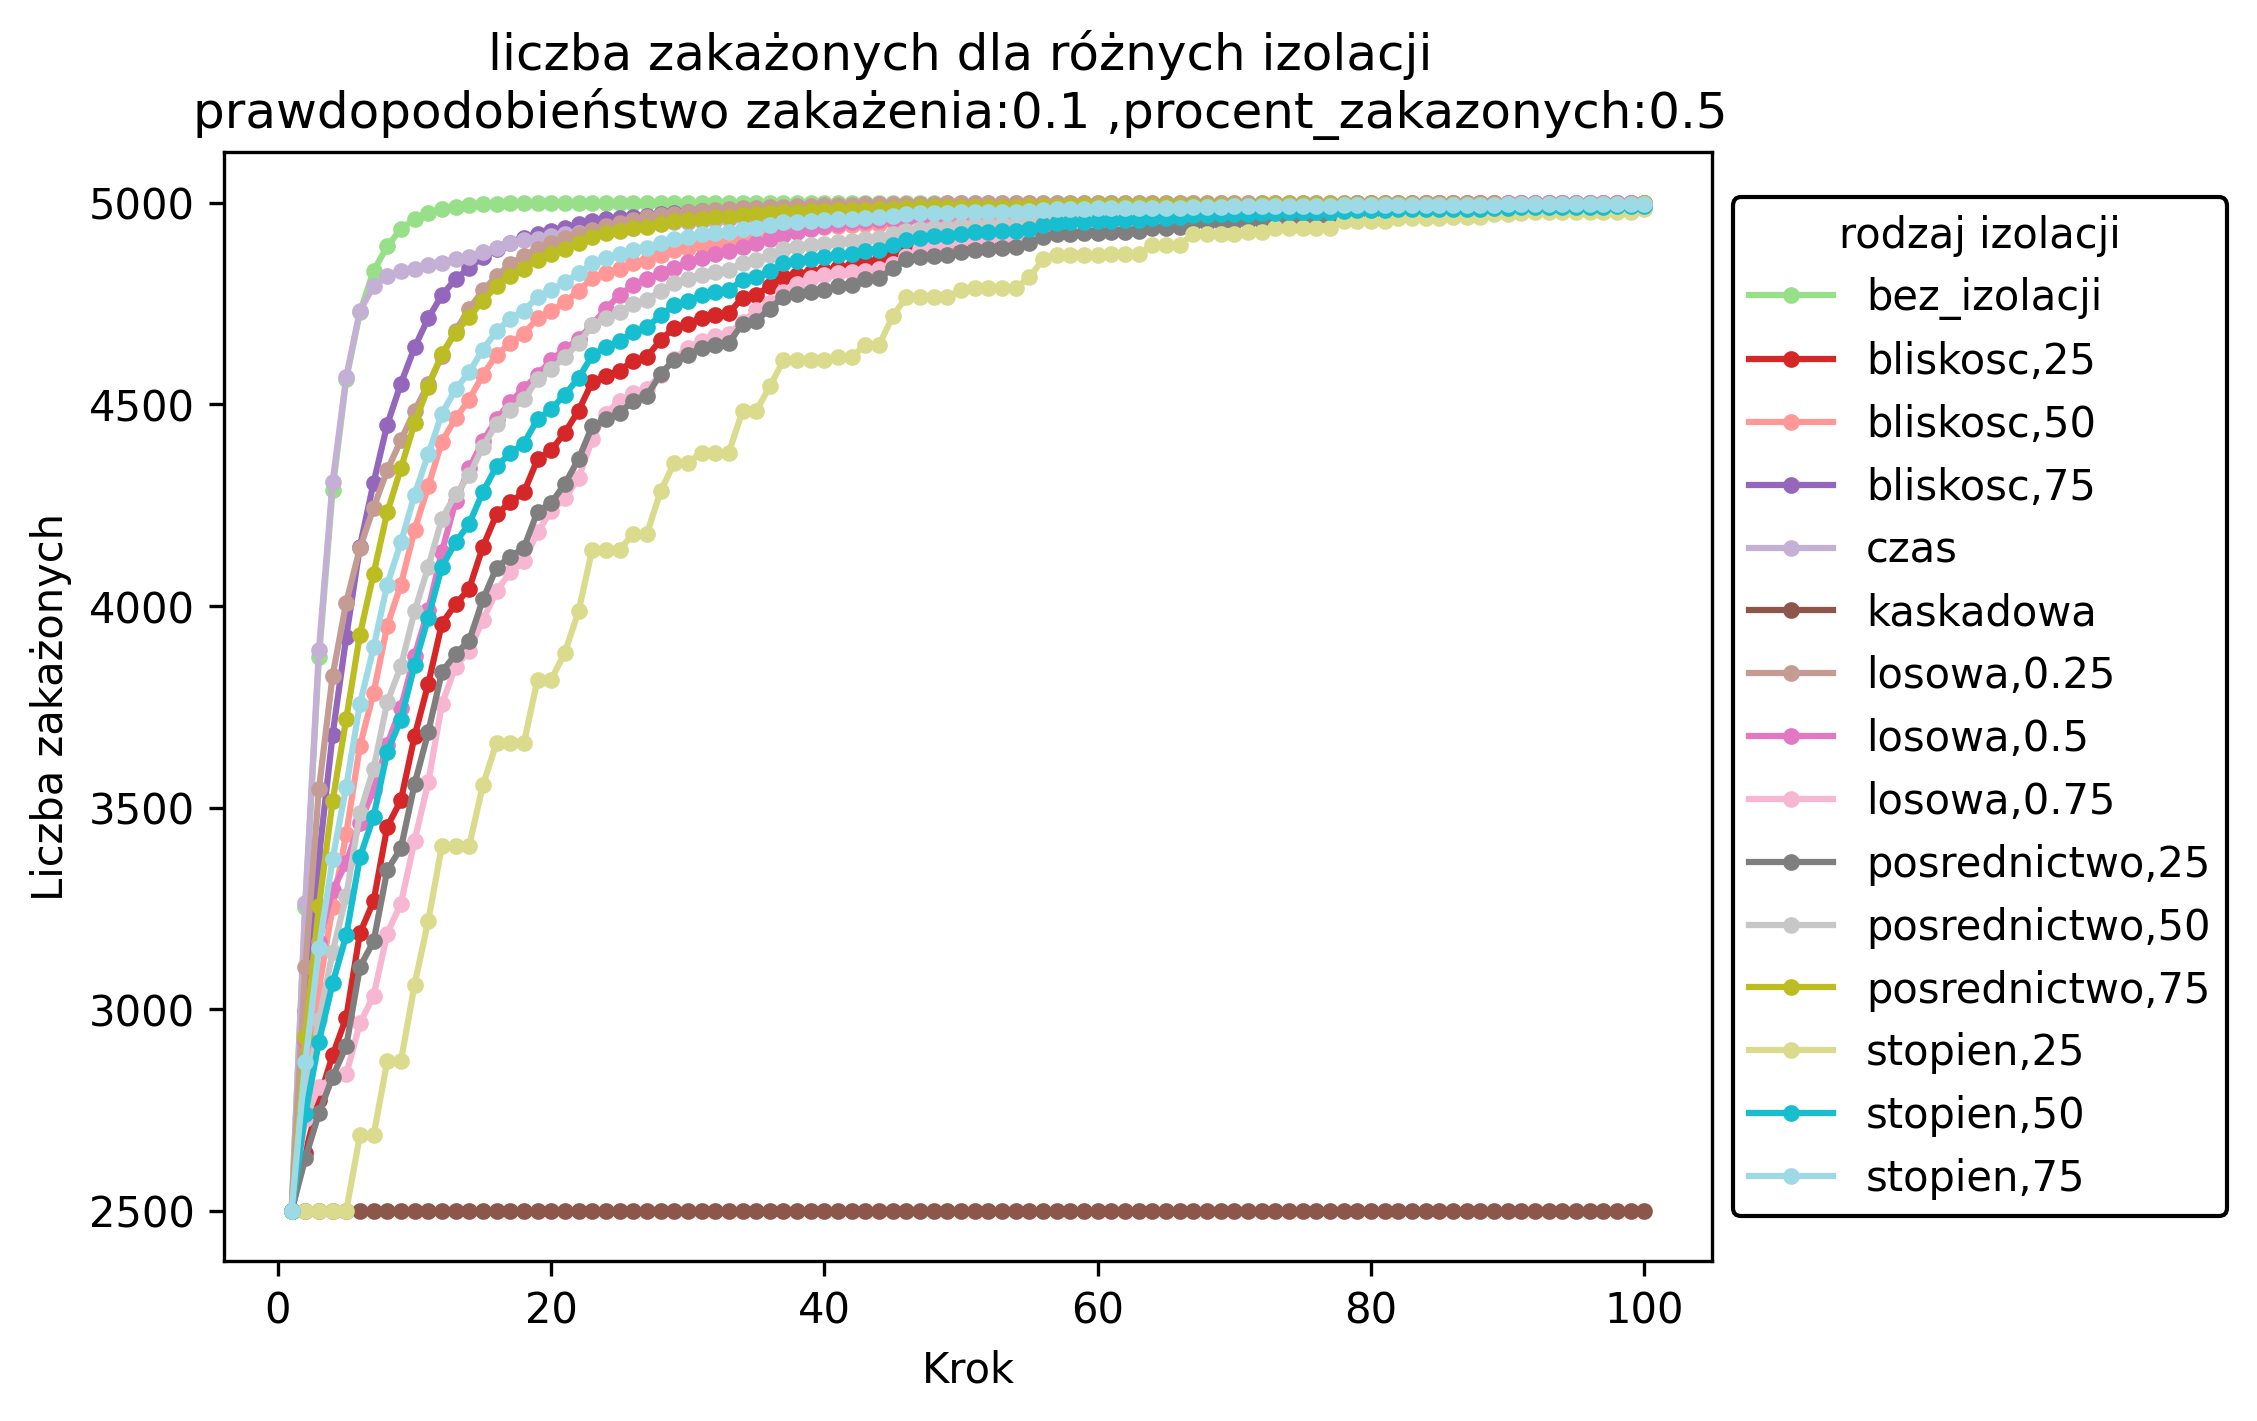 liczba zakażonych dla różnych izolacji
prawdopodobieństwo zakażenia:0.1 ,procent_zakazonych:0.5
Liczba zakażonych
5000
4500
4000
3500
3000
2500
0 20 40 60 80 100
Krok
rodzaj izolacji
bez_izolacji
bliskosc,25
bliskosc,50
bliskosc,75
czas
kaskadowa
losowa,0.25
losowa,0.5
losowa,0.75
posrednictwo,25
posrednictwo,50
posrednictwo,75
stopien,25
stopien,50
stopien,75